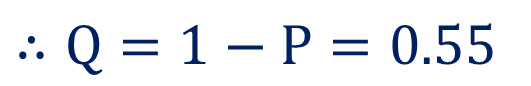 ∴ Q = 1 − P = 0.55